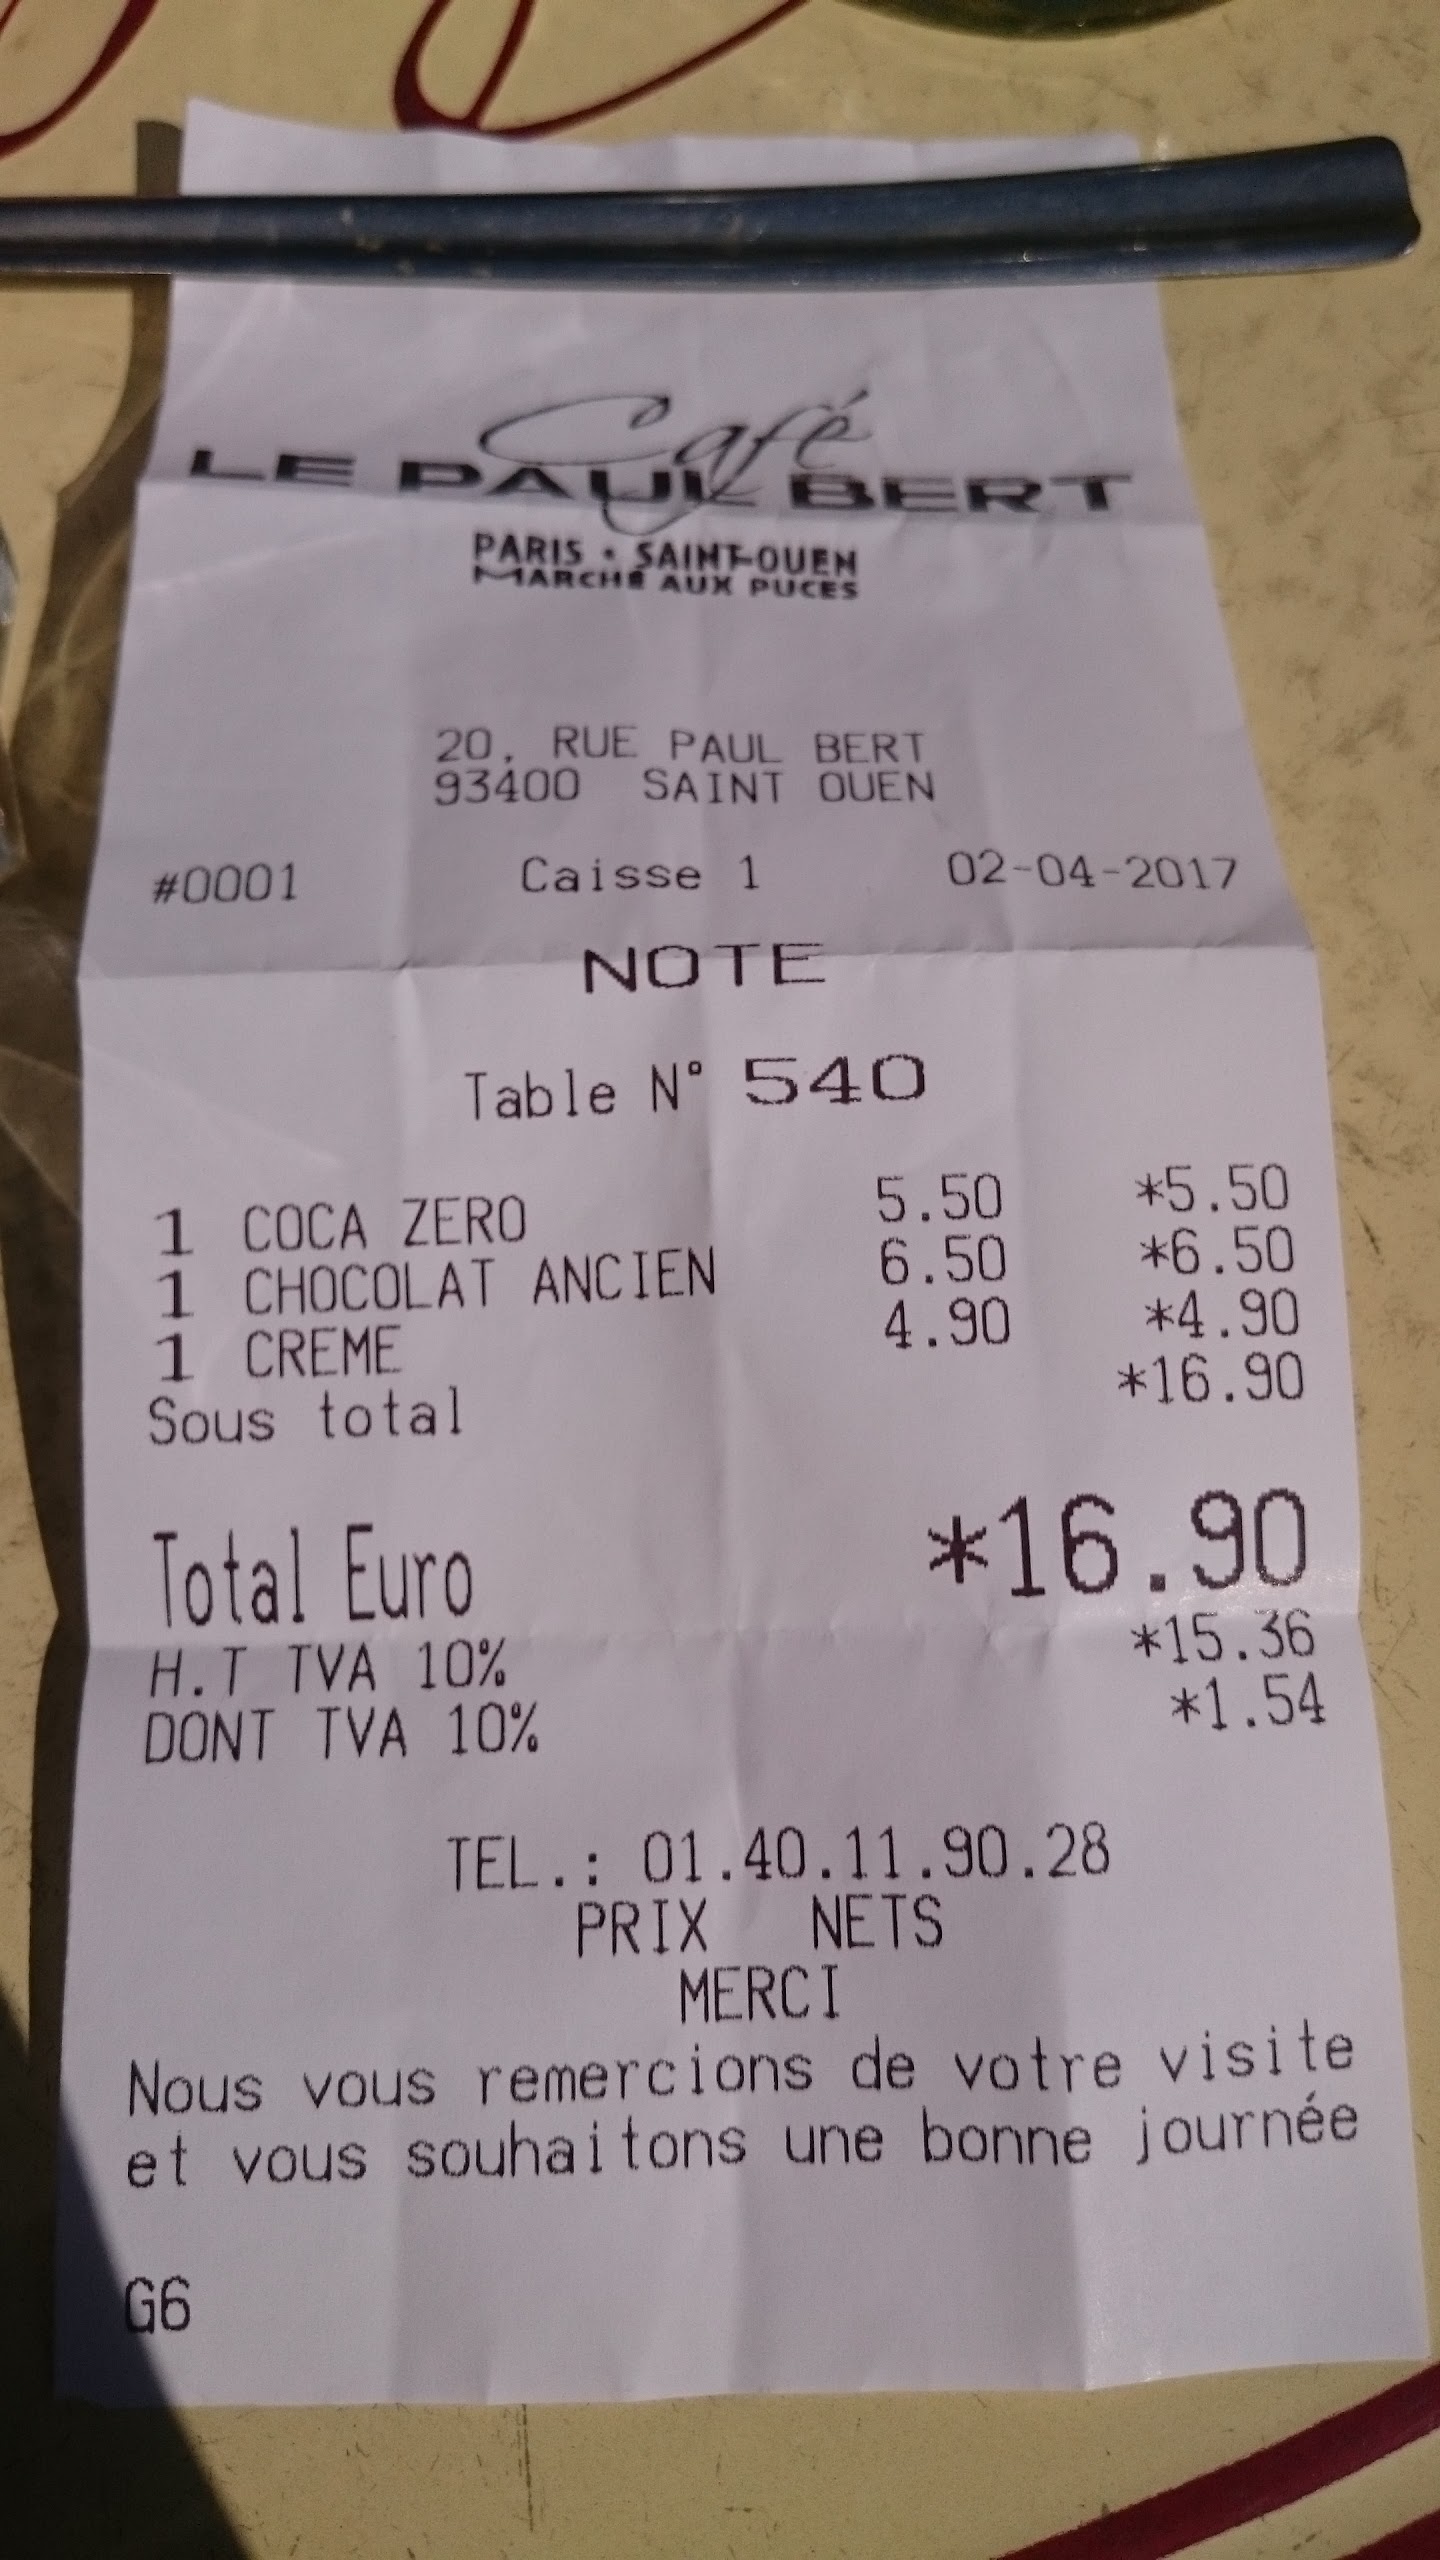 Café
LE PAUL BERT
PARIS • SAINT-OUEN
MARCHÉ AUX PUCES
20, RUE PAUL BERT
93400 SAINT OUEN
#0001 Caisse 1 02-04-2017
NOTE
Table N° 540
1 COCA ZERO 5.50 *5.50
1 CHOCOLAT ANCIEN 6.50 *6.50
1 CREME 4.90 *4.90
Sous total *16.90
Total Euro *16.90
H.T TVA 10% *15.36
DONT TVA 10% *1.54
TEL.: 01.40.11.90.28
PRIX NETS
MERCI
Nous vous remercions de votre visite
et vous souhaitons une bonne journée
G6